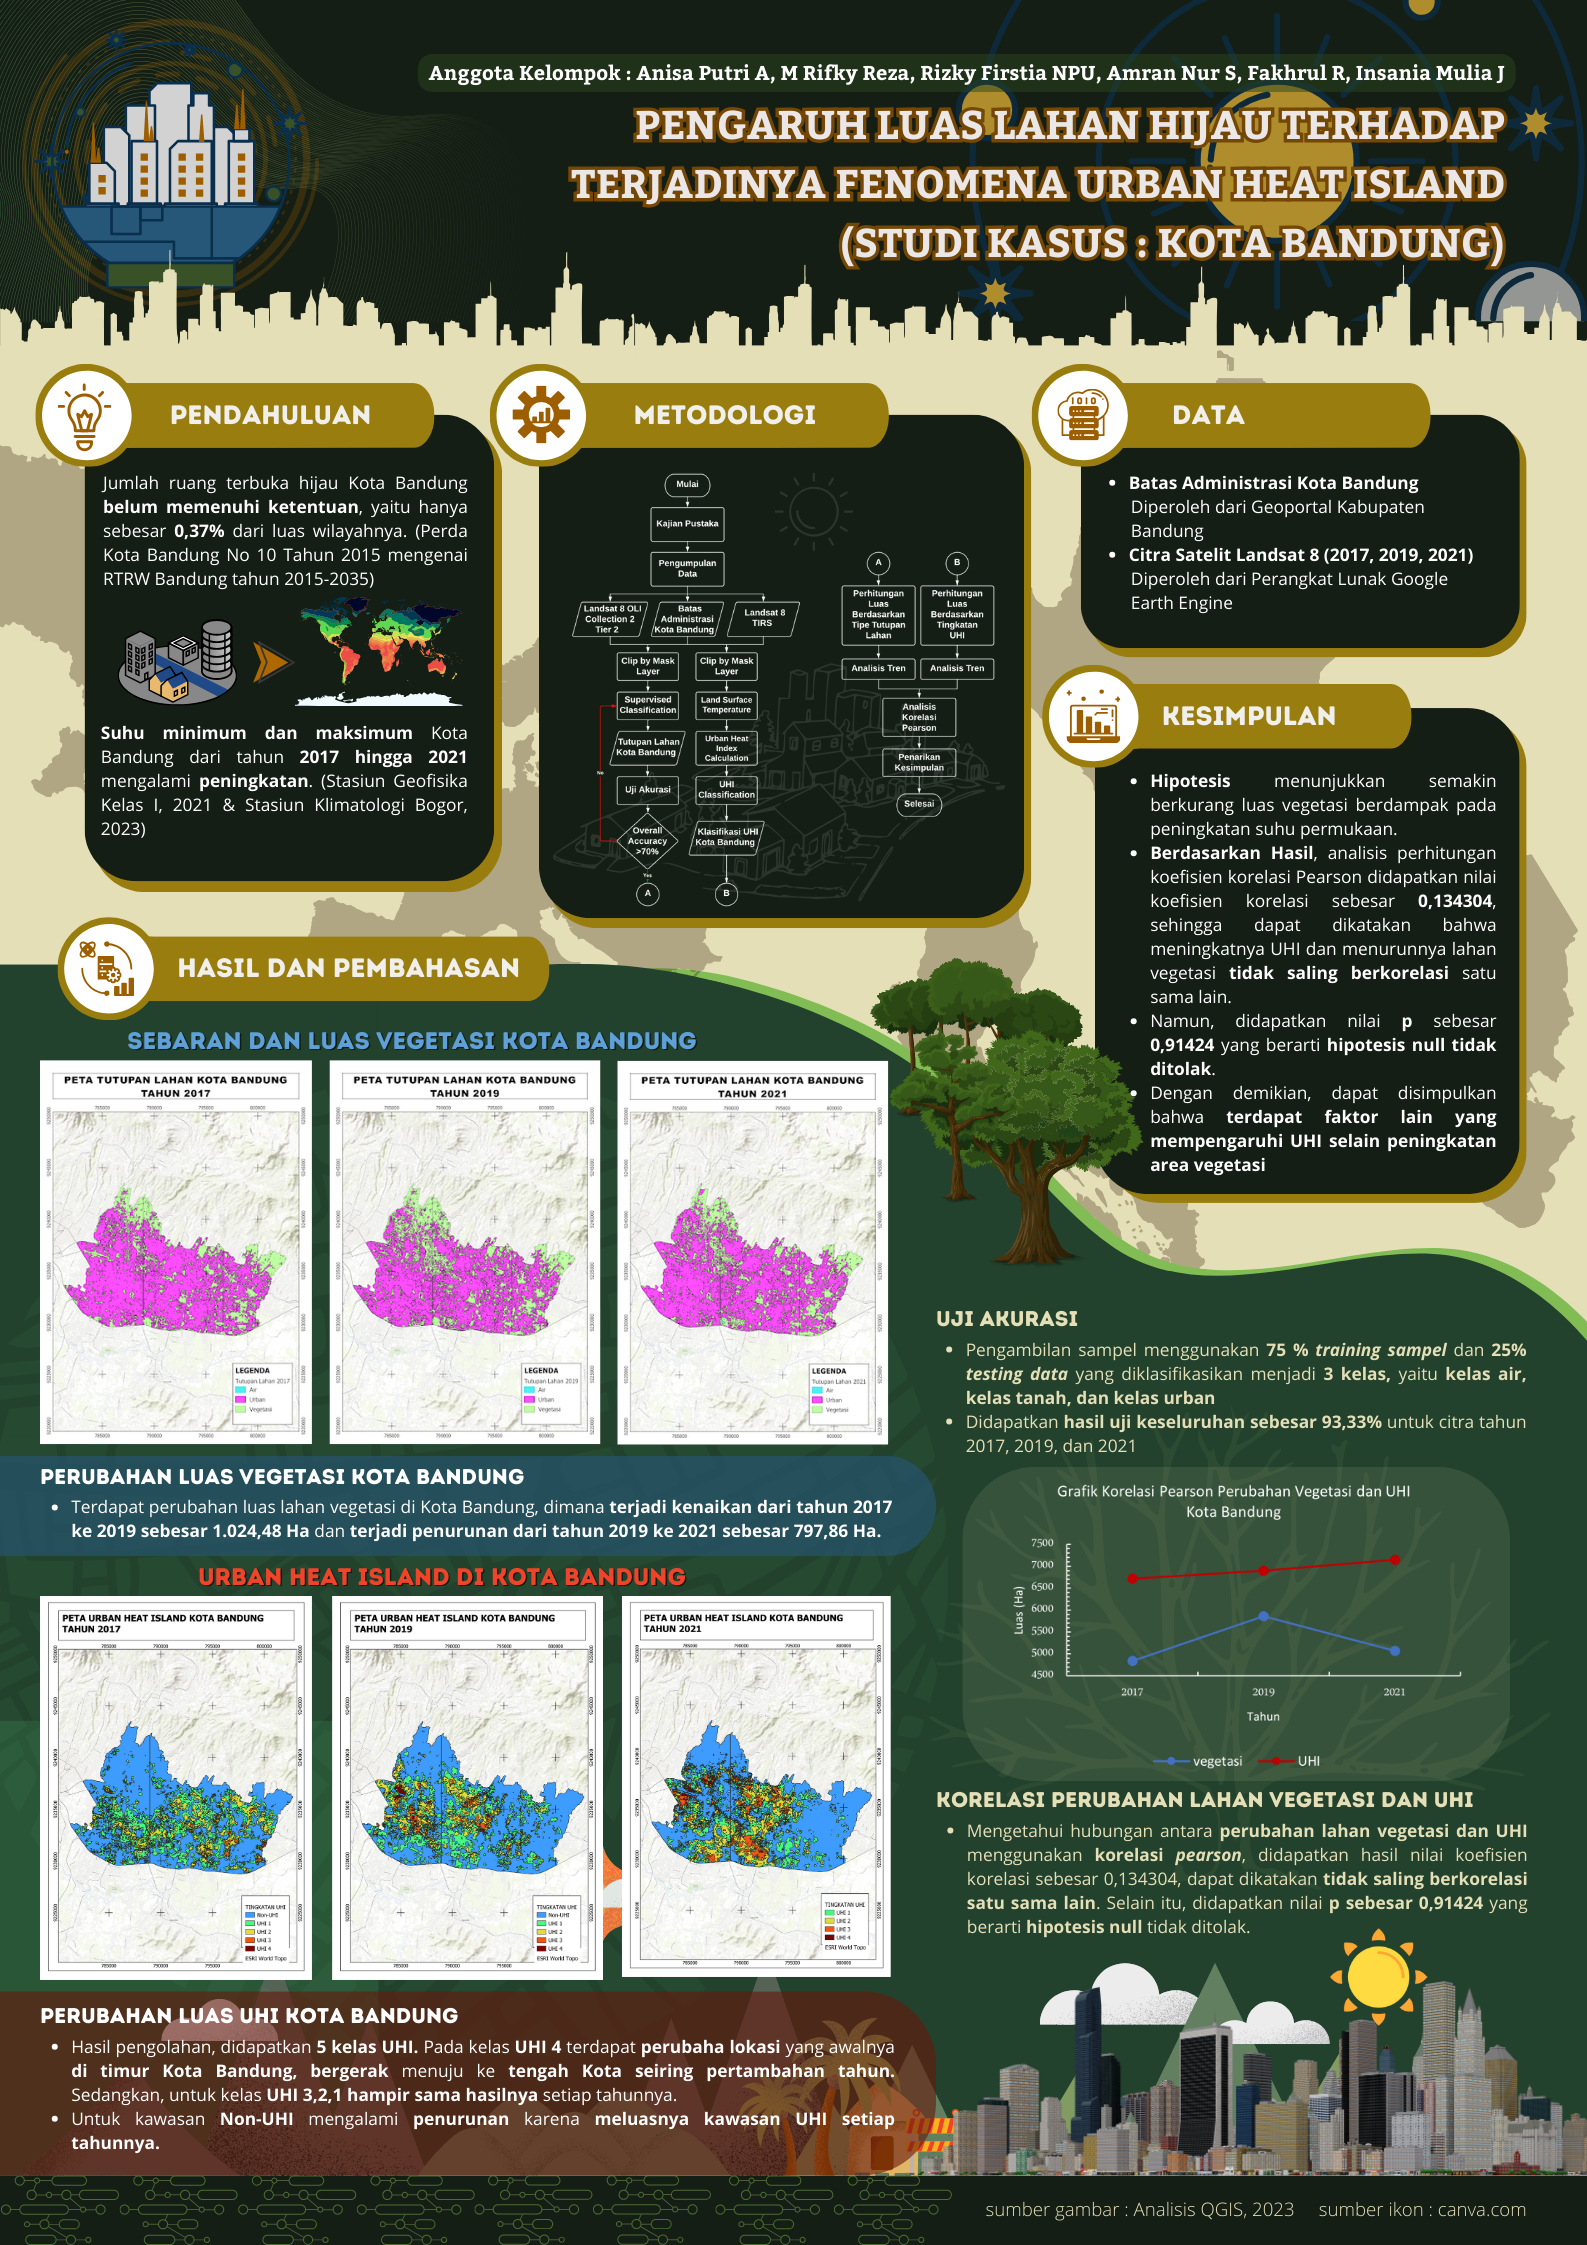 Anggota Kelompok : Anisa Putri A, M Rifky Reza, Rizky Firstia NPU, Amran Nur S, Fakhrul R, Insania Mulia J
PENGARUH LUAS LAHAN HIJAU TERHADAP
TERJADINYA FENOMENA URBAN HEAT ISLAND
(STUDI KASUS : KOTA BANDUNG)
PENDAHULUAN
Jumlah ruang terbuka hijau Kota Bandung
belum memenuhi ketentuan, yaitu hanya
sebesar 0,37% dari luas wilayahnya. (Perda
Kota Bandung No 10 Tahun 2015 mengenai
RTRW Bandung tahun 2015-2035)
Suhu minimum dan maksimum Kota
Bandung dari tahun 2017 hingga 2021
mengalami peningkatan. (Stasiun Geofisika
Kelas I, 2021 & Stasiun Klimatologi Bogor,
2023)
METODOLOGI
Mulai
Kajian Pustaka
Pengumpulan
Data
Landsat 8 OLI
Collection 2
Tier 2
Batas
Administrasi
Kota Bandung
Landsat 8
TIRS
Clip by Mask
Layer
Clip by Mask
Layer
Supervised
Classification
Land Surface
Temperature
Tutupan Lahan
Kota Bandung
Urban Heat
Index
Calculation
No
Uji Akurasi
UHI
Classification
Overall
Accuracy
>70%
Klasifikasi UHI
Kota Bandung
Yes
A
B
A
B
Perhitungan
Luas
Berdasarkan
Tipe Tutupan
Lahan
Perhitungan
Luas
Berdasarkan
Tingkatan
UHI
Analisis Tren
Analisis Tren
Analisis
Korelasi
Pearson
Penarikan
Kesimpulan
Selesai
DATA
• Batas Administrasi Kota Bandung
Diperoleh dari Geoportal Kabupaten
Bandung
• Citra Satelit Landsat 8 (2017, 2019, 2021)
Diperoleh dari Perangkat Lunak Google
Earth Engine
KESIMPULAN
• Hipotesis menunjukkan semakin
berkurang luas vegetasi berdampak pada
peningkatan suhu permukaan.
• Berdasarkan Hasil, analisis perhitungan
koefisien korelasi Pearson didapatkan nilai
koefisien korelasi sebesar 0,134304,
sehingga dapat dikatakan bahwa
meningkatnya UHI dan menurunnya lahan
vegetasi tidak saling berkorelasi satu
sama lain.
• Namun, didapatkan nilai p sebesar
0,91424 yang berarti hipotesis null tidak
ditolak.
• Dengan demikian, dapat disimpulkan
bahwa terdapat faktor lain yang
mempengaruhi UHI selain peningkatan
area vegetasi
HASIL DAN PEMBAHASAN
SEBARAN DAN LUAS VEGETASI KOTA BANDUNG
PETA TUTUPAN LAHAN KOTA BANDUNG
TAHUN 2017
LEGENDA
Tutupan Lahan 2017
Air
Urban
Vegetasi
PETA TUTUPAN LAHAN KOTA BANDUNG
TAHUN 2019
LEGENDA
Tutupan Lahan 2019
Air
Urban
Vegetasi
PETA TUTUPAN LAHAN KOTA BANDUNG
TAHUN 2021
LEGENDA
Tutupan Lahan 2021
Air
Urban
Vegetasi
PERUBAHAN LUAS VEGETASI KOTA BANDUNG
• Terdapat perubahan luas lahan vegetasi di Kota Bandung, dimana terjadi kenaikan dari tahun 2017
ke 2019 sebesar 1.024,48 Ha dan terjadi penurunan dari tahun 2019 ke 2021 sebesar 797,86 Ha.
URBAN HEAT ISLAND DI KOTA BANDUNG
PETA URBAN HEAT ISLAND KOTA BANDUNG
TAHUN 2017
TINGKATAN UHI
Non-UHI
UHI 1
UHI 2
UHI 3
UHI 4
ESRI World Topo
PETA URBAN HEAT ISLAND KOTA BANDUNG
TAHUN 2019
TINGKATAN UHI
Non-UHI
UHI 1
UHI 2
UHI 3
UHI 4
ESRI World Topo
PETA URBAN HEAT ISLAND KOTA BANDUNG
TAHUN 2021
TINGKATAN UHI
UHI 1
UHI 2
UHI 3
UHI 4
ESRI World Topo
PERUBAHAN LUAS UHI KOTA BANDUNG
• Hasil pengolahan, didapatkan 5 kelas UHI. Pada kelas UHI 4 terdapat perubaha lokasi yang awalnya
di timur Kota Bandung, bergerak menuju ke tengah Kota seiring pertambahan tahun.
Sedangkan, untuk kelas UHI 3,2,1 hampir sama hasilnya setiap tahunnya.
• Untuk kawasan Non-UHI mengalami penurunan karena meluasnya kawasan UHI setiap
tahunnya.
UJI AKURASI
• Pengambilan sampel menggunakan 75 % training sampel dan 25%
testing data yang diklasifikasikan menjadi 3 kelas, yaitu kelas air,
kelas tanah, dan kelas urban
• Didapatkan hasil uji keseluruhan sebesar 93,33% untuk citra tahun
2017, 2019, dan 2021
Grafik Korelasi Pearson Perubahan Vegetasi dan UHI
Kota Bandung
7500
7000
6500
6000
5500
5000
4500
Luas (Ha)
2017 2019 2021
Tahun
vegetasi UHI
KORELASI PERUBAHAN LAHAN VEGETASI DAN UHI
• Mengetahui hubungan antara perubahan lahan vegetasi dan UHI
menggunakan korelasi pearson, didapatkan hasil nilai koefisien
korelasi sebesar 0,134304, dapat dikatakan tidak saling berkorelasi
satu sama lain. Selain itu, didapatkan nilai p sebesar 0,91424 yang
berarti hipotesis null tidak ditolak.
sumber gambar : Analisis QGIS, 2023 sumber ikon : canva.com